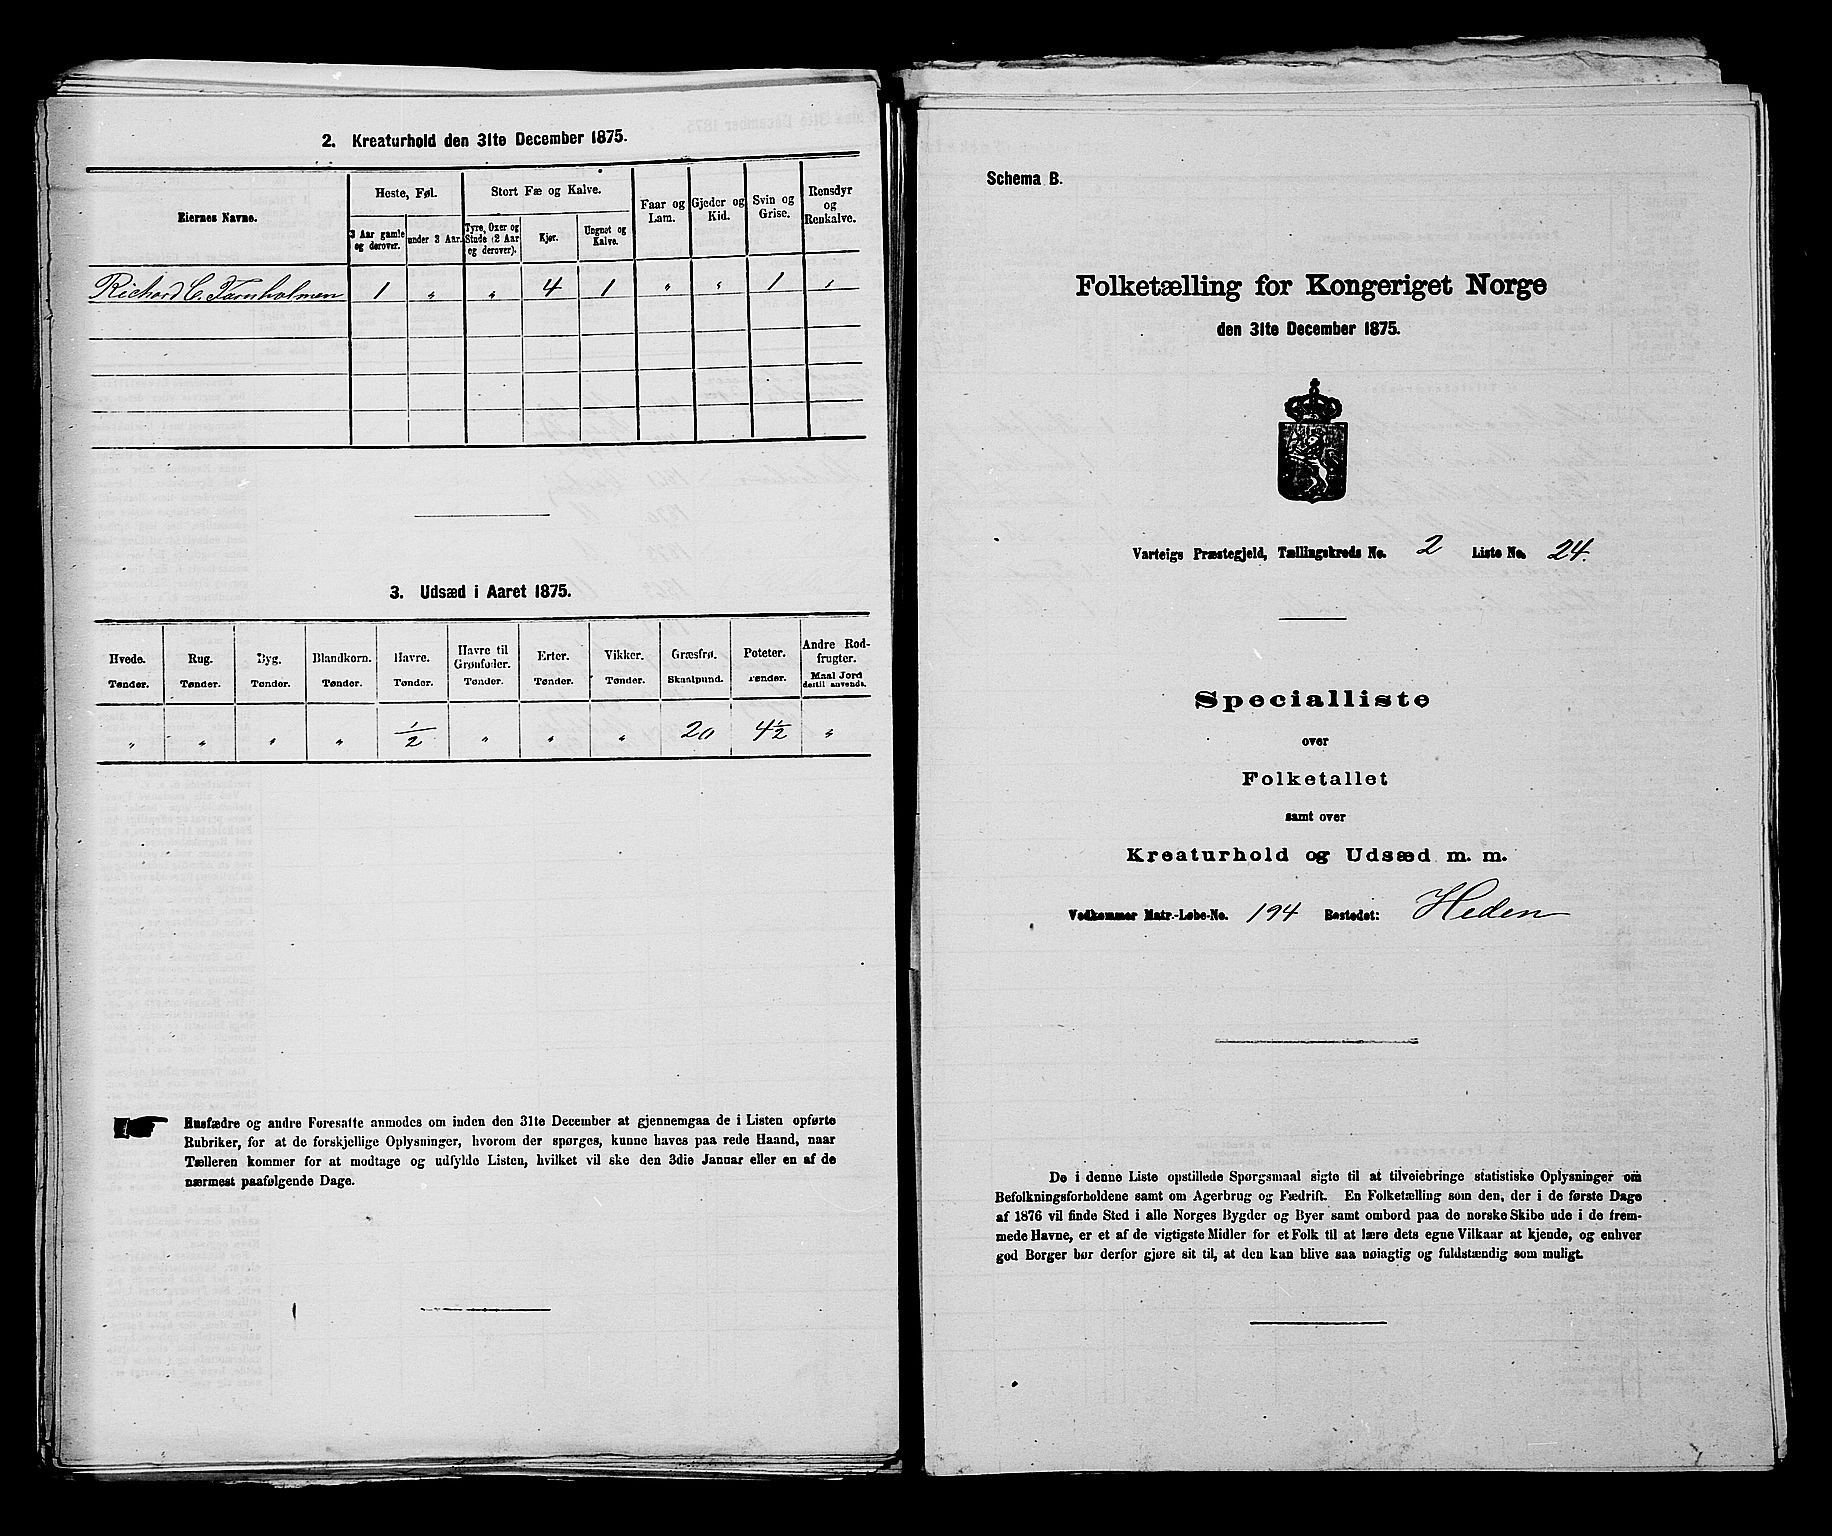 2. Kreaturhold den 31te December 1875.
Eiernes Navne.
Heste, Føl.
3 Aar gamle og derover.
under 3 Aar.
Stort Fæ og Kalve.
Tyre, Oxer og Stude (2 Aar og derover).
Kjør.
Ungnøt og Kalve.
Faar og Lam.
Gjeder og Kid.
Svin og Grise.
Rensdyr og Renkalve.
Richard C. Tarnholmen 1 " " 4 1 " " 1 "
3. Udsæd i Aaret 1875.
Hvede. Rug. Byg. Blandkorn. Havre. Havre til Grønfoder. Erter. Vikker. Græsfrø. Poteter. Andre Rodfrugter.
Tønder. Tønder. Tønder. Tønder. Tønder. Tønder. Tønder. Tønder. Skaalpund. Tønder. Maal Jord dertil anvendt.
" " " " 1/2 " " " 20 4 1/2 "
Husfædre og andre Foresatte anmodes om inden den 31te December at gjennemgaa de i Listen opførte
Rubriker, for at de forskjellige Oplysninger, hvorom der spørges, kunne haves paa rede Haand, naar
Tælleren kommer for at modtage og udfylde Listen, hvilket vil ske den 3die Januar eller en af de
nærmest paafølgende Dage.
Schema B.
Folketælling for Kongeriget Norge
den 31te December 1875.
Varteigs Præstegjeld, Tællingskreds No. 2 Liste No. 24.
Specialliste
over
Folketallet
samt over
Kreaturhold og Udsæd m. m.
Vedkommer Matr.-Løbe-No. 194 Bostedet: Heden
De i denne Liste opstillede Spørgsmaal sigte til at tilveiebringe statistiske Oplysninger om
Befolkningsforholdene samt om Agerbrug og Fædrift. En Folketælling som den, der i de første Dage
af 1876 vil finde Sted i alle Norges Bygder og Byer samt ombord paa de norske Skibe ude i de frem-
mede Havne, er et af de vigtigste Midler for et Folk til at lære dets egne Vilkaar at kjende, og enhver
god Borger bør derfor gjøre sit til, at den kan blive saa nøiagtig og fuldstændig som muligt.